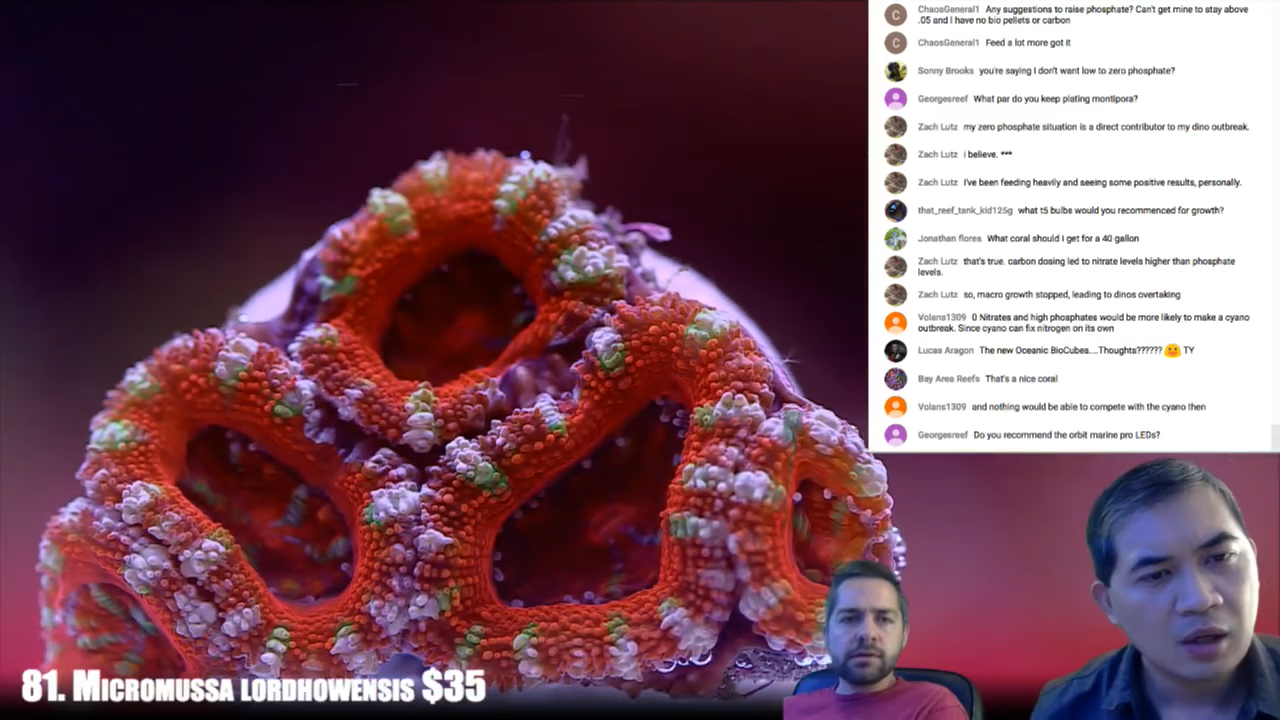 ChaosGeneral1 Any suggestions to raise phosphate? Can't get mine to stay above
.05 and I have no bio pellets or carbon
C
ChaosGeneral1 Feed a lot more got it
C
Sonny Brooks you're saying I don't want low to zero phosphate?
Georgesreef What par do you keep plating montipora?
Zach Lutz my zero phosphate situation is a direct contributor to my dino outbreak.
Zach Lutz i believe. ***
Zach Lutz I've been feeding heavily and seeing some positive results, personally.
that_reef_tank_kid125g what t5 bulbs would you recommenced for growth?
Jonathan flores What coral should I get for a 40 gallon
Zach Lutz that's true. carbon dosing led to nitrate levels higher than phosphate
levels.
Zach Lutz so, macro growth stopped, leading to dinos overtaking
Volans1309 0 Nitrates and high phosphates would be more likely to make a cyano
outbreak. Since cyano can fix nitrogen on its own
Lucas Aragon The new Oceanic BioCubes....Thoughts?????? TY
Bay Area Reefs That's a nice coral
Volans1309 and nothing would be able to compete with the cyano then
Georgesreef Do you recommend the orbit marine pro LEDs?
81. MICROMUSSA LORDHOWENSIS $35